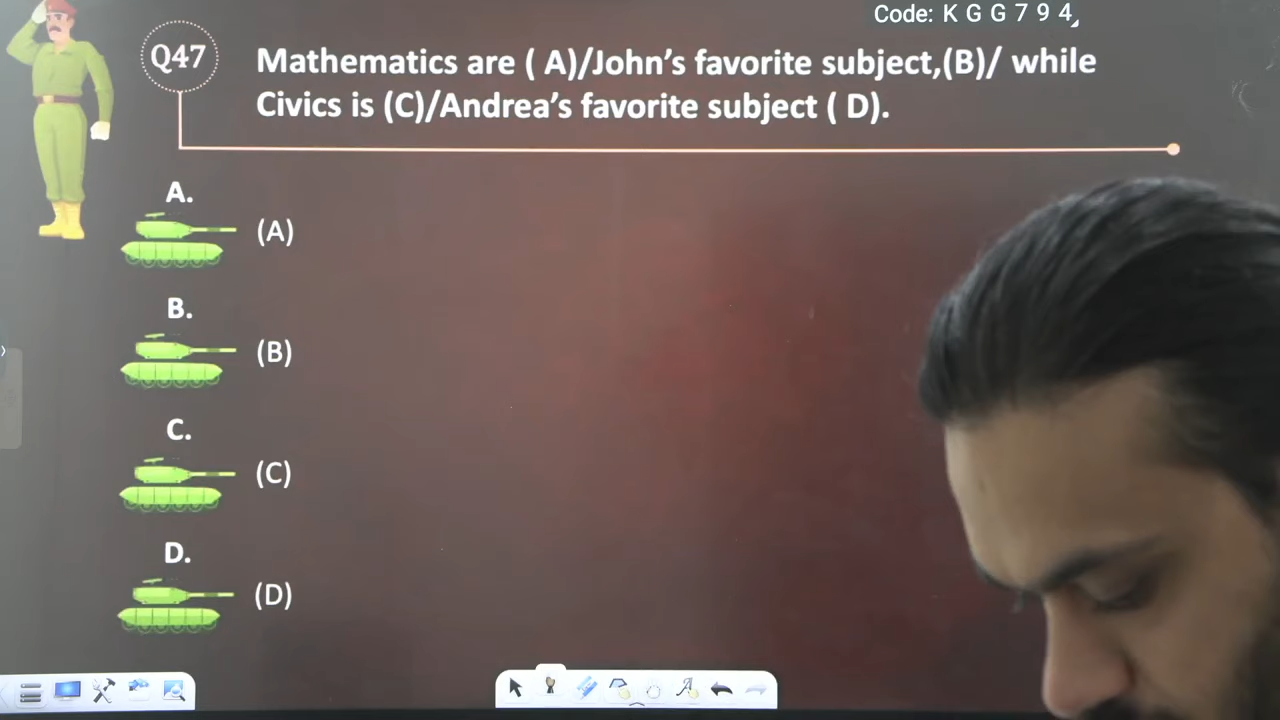 Code: K G G 7 9 4
Q47
Mathematics are ( A)/John's favorite subject,(B)/ while
Civics is (C)/Andrea's favorite subject ( D).
A.
(A)
B.
(B)
C.
(C)
D.
(D)